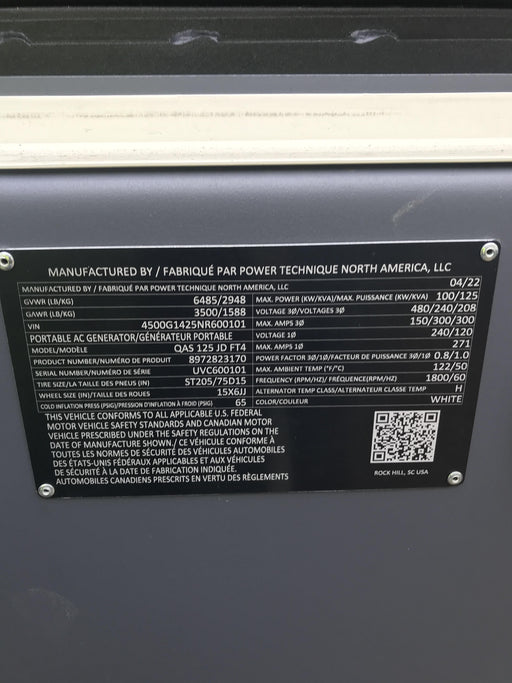 MANUFACTURED BY / FABRIQUÉ PAR POWER TECHNIQUE NORTH AMERICA, LLC
MANUFACTURED BY / FABRIQUÉ PAR POWER TECHNIQUE NORTH AMERICA, LLC 04/22
GVWR (LB/KG) 6485/2948 MAX. POWER (KW/KVA)/MAX. PUISSANCE (KW/KVA) 100/125
GAWR (LB/KG) 3500/1588 VOLTAGE 3Ø/VOLTAGES 3Ø 480/240/208
VIN 4500G1425NR600101 MAX. AMPS 3Ø 150/300/300
PORTABLE AC GENERATOR/GÉNÉRATEUR PORTABLE VOLTAGE 1Ø 240/120
MODEL/MODÈLE QAS 125 JD FT4 MAX. AMPS 1Ø 271
PRODUCT NUMBER/NUMÉRO DE PRODUIT 8972823170 POWER FACTOR 3Ø/1Ø/FACTEUR DE PUISSANCE 3Ø/1Ø 0.8/1.0
SERIAL NUMBER/NUMÉRO DE SÉRIE UVC600101 MAX. AMBIENT TEMP (°F/°C) 122/50
TIRE SIZE/LA TAILLE DES PNEUS (IN) ST205/75D15 FREQUENCY (RPM/HZ)/ FRÉQUENCE(RPM/HZ) 1800/60
WHEEL SIZE (IN)/TAILLE DES ROUES 15X6JJ ALTERNATOR TEMP CLASS/ALTERNATEUR CLASSE TEMP H
COLD INFLATION PRESS (PSIG)/PRESSION D'INFLATION À FROID (PSIG) 65 COLOR/COULEUR WHITE
THIS VEHICLE CONFORMS TO ALL APPLICABLE U.S. FEDERAL
MOTOR VEHICLE SAFETY STANDARDS AND CANADIAN MOTOR
VEHICLE PRESCRIBED UNDER THE SAFETY REGULATIONS ON THE
DATE OF MANUFACTURE SHOWN./ CE VÉHICULE CONFORME À
TOUTES LES NORMES DE SÉCURITÉ DES VÉHICULES AUTOMOBILES
DES ÉTATS-UNIS FÉDÉRAUX APPLICABLES ET AUX VÉHICULES
DE SÉCURITÉ À LA DATE DE FABRICATION INDIQUÉE.
AUTOMOBILES CANADIENS PRESCRITS EN VERTU DES RÈGLEMENTS
ROCK HILL, SC USA